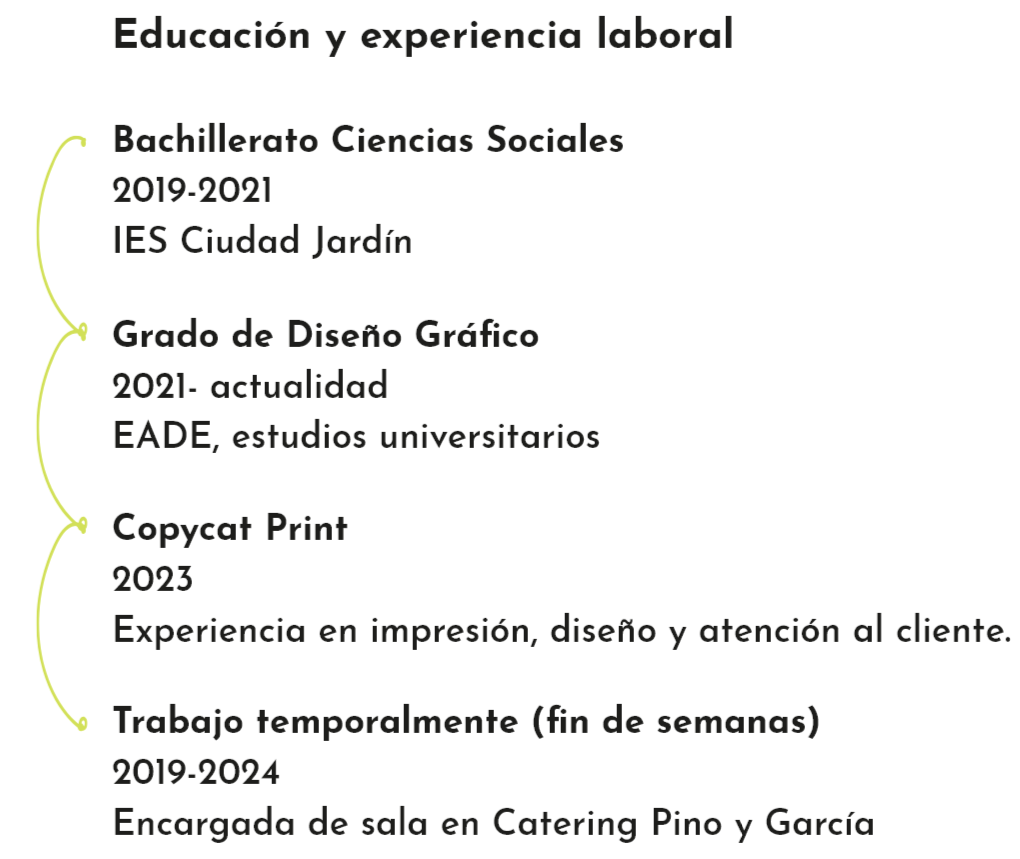 Educación y experiencia laboral
Bachillerato Ciencias Sociales
2019-2021
IES Ciudad Jardín
Grado de Diseño Gráfico
2021- actualidad
EADE, estudios universitarios
Copycat Print
2023
Experiencia en impresión, diseño y atención al cliente.
Trabajo temporalmente (fin de semanas)
2019-2024
Encargada de sala en Catering Pino y García